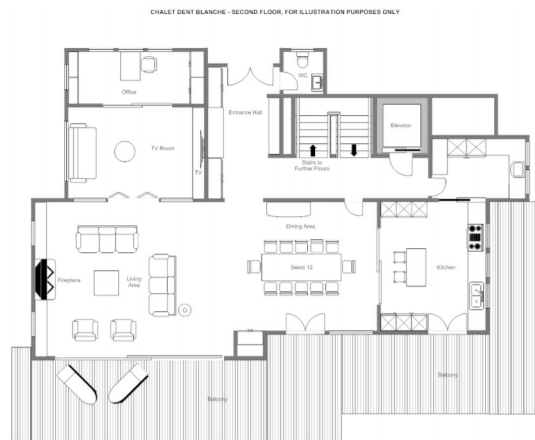 CHALET DENT BLANCHE - SECOND FLOOR, FOR ILLUSTRATION PURPOSES ONLY
WC
Office
Entrance Hall
Elevator
TV Room
TV
Stairs to
Further Floors
Dining Area
Fireplace
Living
Area
Seats 12
Kitchen
Balcony
Balcony